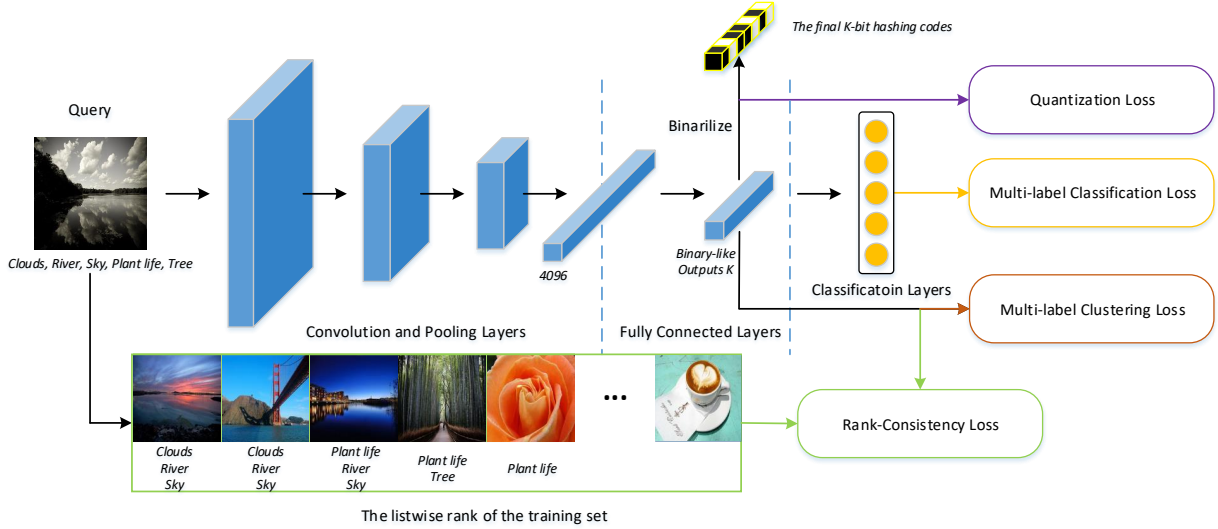 The final K-bit hashing codes
Query
Binarilize
Quantization Loss
Multi-label Classification Loss
Clouds, River, Sky, Plant life, Tree
4096
Binary-like
Outputs K
Classificatoin Layers
Multi-label Clustering Loss
Convolution and Pooling Layers
Fully Connected Layers
...
Rank-Consistency Loss
Clouds
River
Sky
Clouds
River
Sky
Plant life
River
Sky
Plant life
Tree
Plant life
The listwise rank of the training set